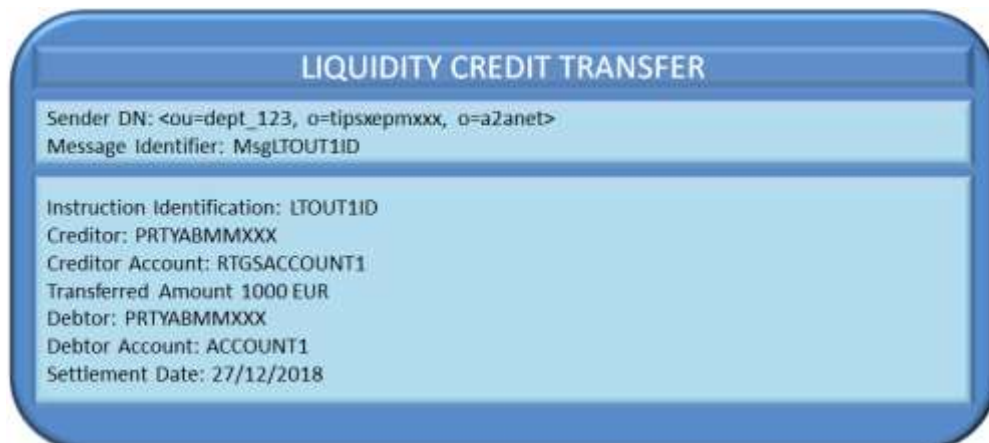 LIQUIDITY CREDIT TRANSFER
Sender DN: <ou=dept_123, o=tipsxepmxxx, o=a2anet>
Message Identifier: MsgLTOUT1ID
Instruction Identification: LTOUT1ID
Creditor: PRTYABMMXXX
Creditor Account: RTGSACCOUNT1
Transferred Amount 1000 EUR
Debtor: PRTYABMMXXX
Debtor Account: ACCOUNT1
Settlement Date: 27/12/2018